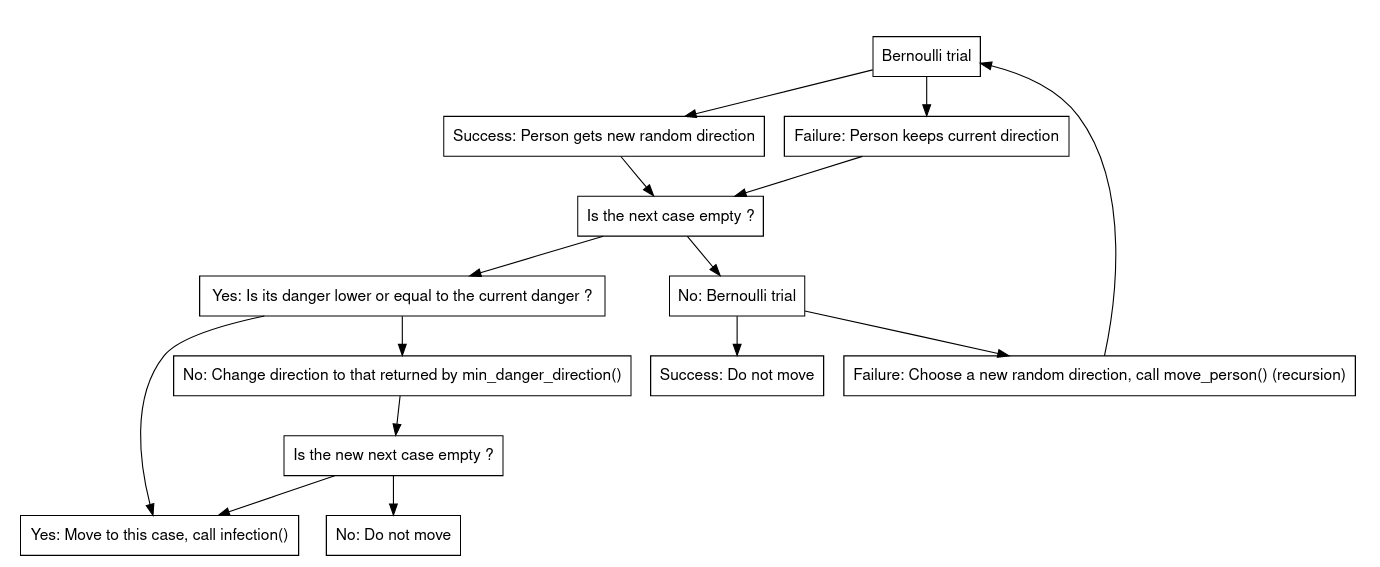 Bernoulli trial
Success: Person gets new random direction
Failure: Person keeps current direction
Is the next case empty ?
Yes: Is its danger lower or equal to the current danger ?
No: Bernoulli trial
No: Change direction to that returned by min_danger_direction()
Success: Do not move
Failure: Choose a new random direction, call move_person() (recursion)
Is the new next case empty ?
Yes: Move to this case, call infection()
No: Do not move